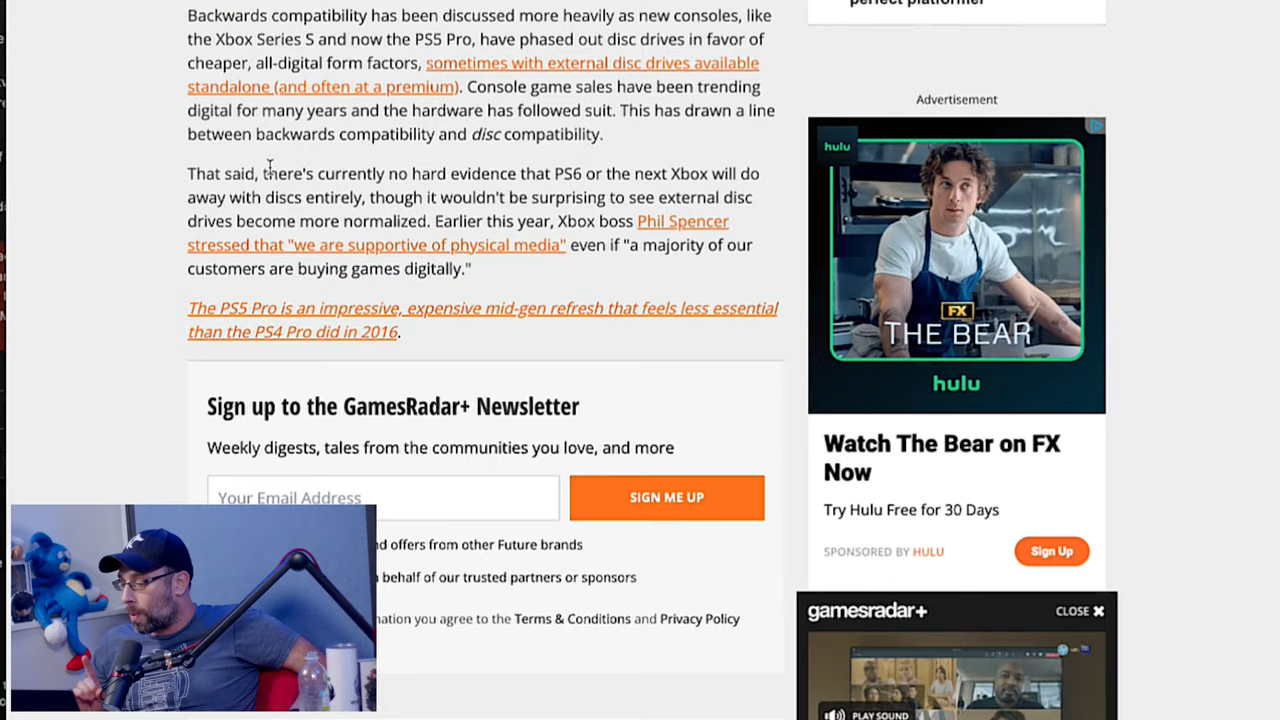 Backwards compatibility has been discussed more heavily as new consoles, like
the Xbox Series S and now the PS5 Pro, have phased out disc drives in favor of
cheaper, all-digital form factors, sometimes with external disc drives available
standalone (and often at a premium). Console game sales have been trending
digital for many years and the hardware has followed suit. This has drawn a line
between backwards compatibility and disc compatibility.
That said, there's currently no hard evidence that PS6 or the next Xbox will do
away with discs entirely, though it wouldn't be surprising to see external disc
drives become more normalized. Earlier this year, Xbox boss Phil Spencer
stressed that "we are supportive of physical media" even if "a majority of our
customers are buying games digitally."
The PS5 Pro is an impressive, expensive mid-gen refresh that feels less essential
than the PS4 Pro did in 2016.
Sign up to the GamesRadar+ Newsletter
Weekly digests, tales from the communities you love, and more
Your Email Address
SIGN ME UP
d offers from other Future brands
behalf of our trusted partners or sponsors
nation you agree to the Terms & Conditions and Privacy Policy
perfect platformer
Advertisement
hulu
FX
THE BEAR
hulu
Watch The Bear on FX
Now
Try Hulu Free for 30 Days
SPONSORED BY HULU
Sign Up
gamesradar+
CLOSE ✖
PLAY SOUND